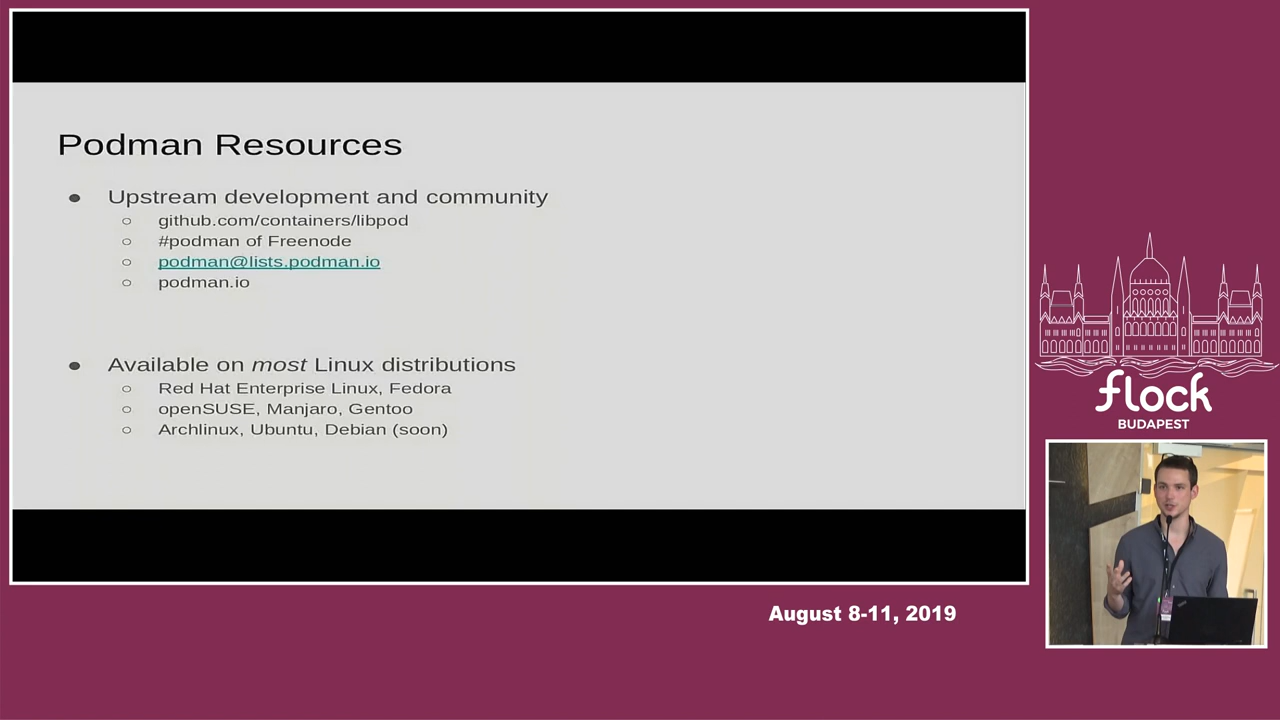 Podman Resources
● Upstream development and community
○ github.com/containers/libpod
○ #podman of Freenode
○ podman@lists.podman.io
○ podman.io
● Available on most Linux distributions
○ Red Hat Enterprise Linux, Fedora
○ openSUSE, Manjaro, Gentoo
○ Archlinux, Ubuntu, Debian (soon)
flock
BUDAPEST
August 8-11, 2019